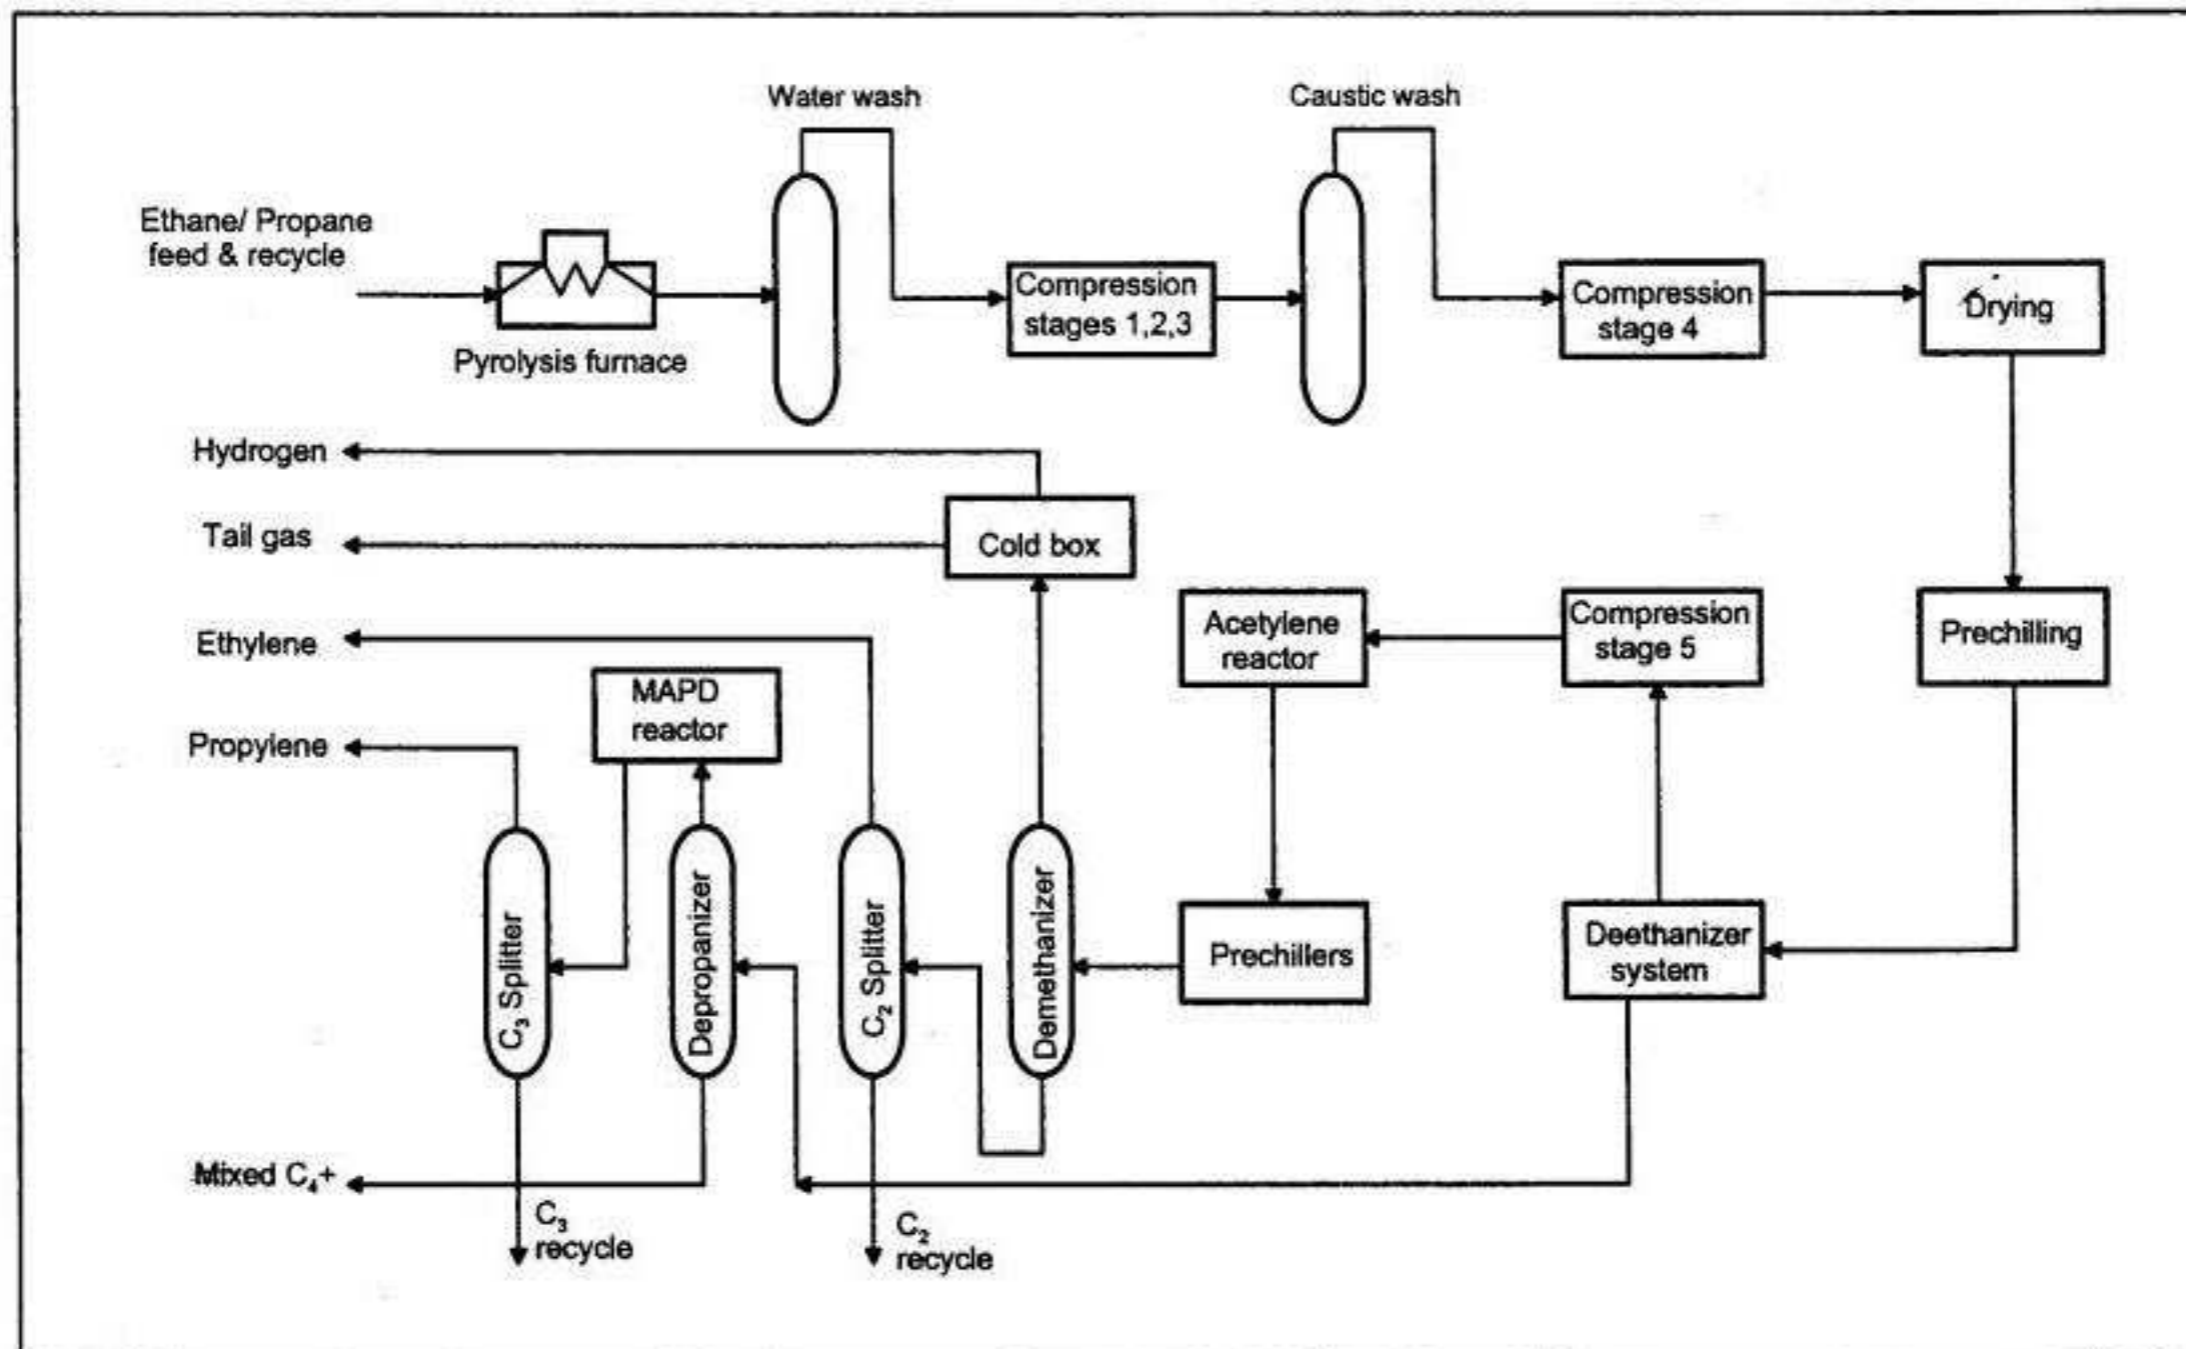 Water wash
Caustic wash
Ethane/ Propane
feed & recycle
Compression
stages 1,2,3
Compression
stage 4
Drying
Pyrolysis furnace
Hydrogen
Tail gas
Cold box
Ethylene
Acetylene
reactor
Compression
stage 5
Prechilling
MAPD
reactor
Propylene
C₃ Splitter
Depropanizer
C₂ Splitter
Demethanizer
Prechillers
Deethanizer
system
Mixed C₄+
C₃
recycle
C₂
recycle